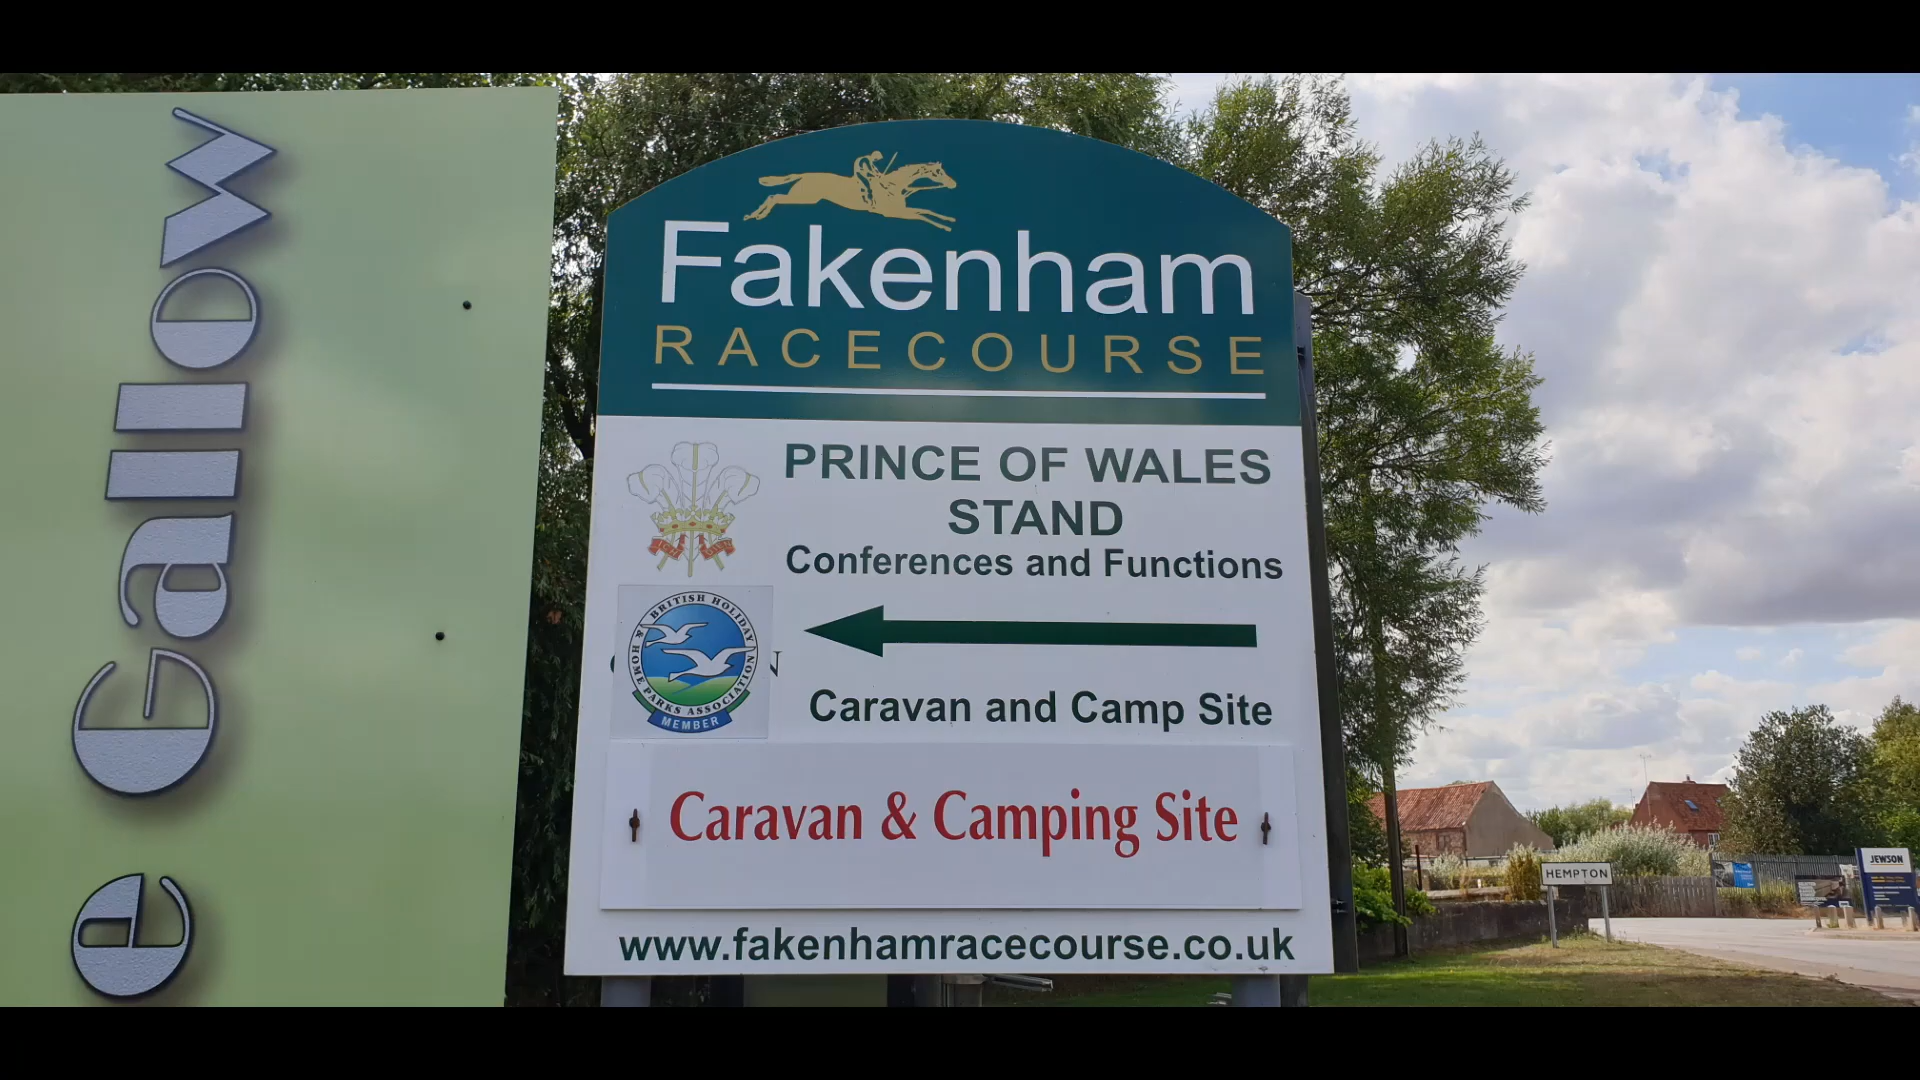 e Gallow
Fakenham
RACECOURSE
PRINCE OF WALES
STAND
Conferences and Functions
BRITISH HOLIDAY
& HOME PARKS ASSOCIATION
MEMBER
Caravan and Camp Site
Caravan & Camping Site
www.fakenhamracecourse.co.uk
HEMPTON
JEWSON